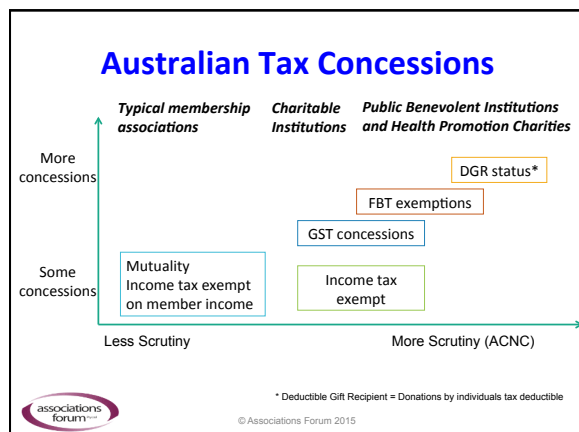 Australian Tax Concessions
Typical membership
associations
Charitable
Institutions
Public Benevolent Institutions
and Health Promotion Charities
More
concessions
DGR status*
FBT exemptions
GST concessions
Some
concessions
Mutuality
Income tax exempt
on member income
Income tax
exempt
Less Scrutiny
More Scrutiny (ACNC)
* Deductible Gift Recipient = Donations by individuals tax deductible
associations
forum
© Associations Forum 2015